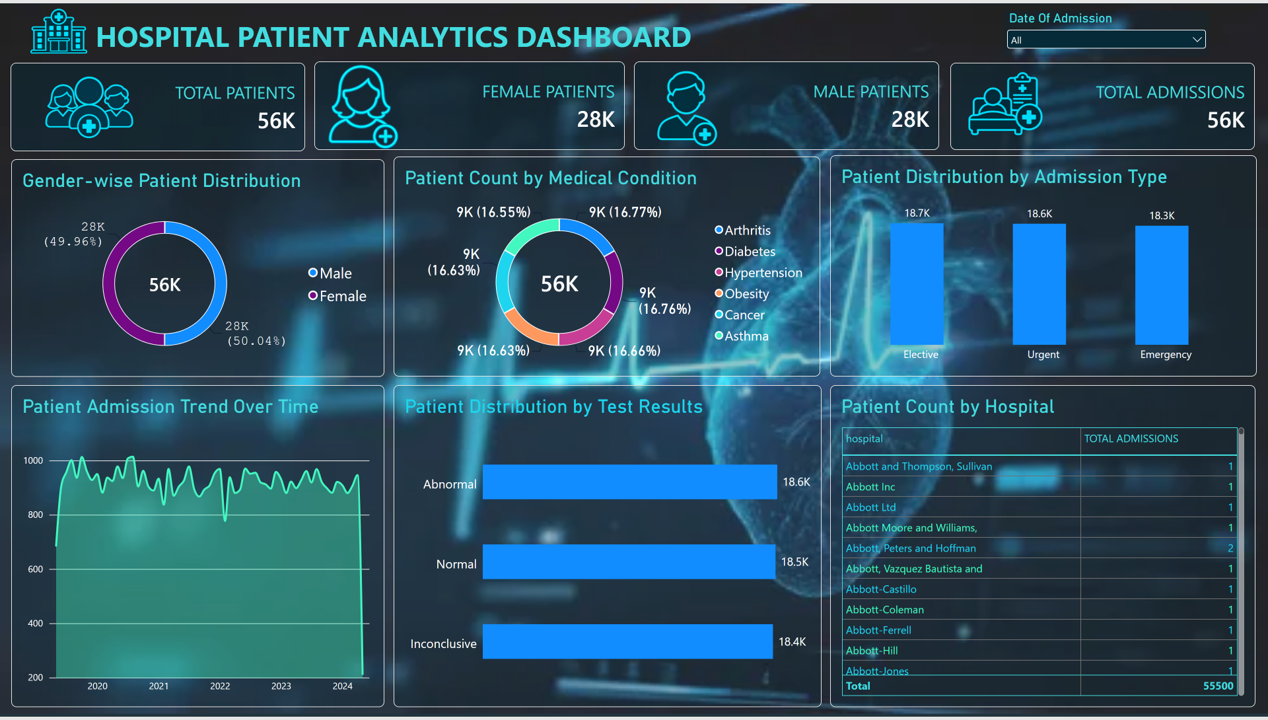 HOSPITAL PATIENT ANALYTICS DASHBOARD
Date Of Admission
All
TOTAL PATIENTS
56K
FEMALE PATIENTS
28K
MALE PATIENTS
28K
TOTAL ADMISSIONS
56K
Gender-wise Patient Distribution
28K
(49.96%)
56K
28K
(50.04%)
Male
Female
Patient Count by Medical Condition
9K (16.55%)
9K (16.77%)
9K
(16.63%)
56K
9K
(16.76%)
9K (16.63%)
9K (16.66%)
Arthritis
Diabetes
Hypertension
Obesity
Cancer
Asthma
Patient Distribution by Admission Type
18.7K
18.6K
18.3K
Elective
Urgent
Emergency
Patient Admission Trend Over Time
1000
800
600
400
200
2020
2021
2022
2023
2024
Patient Distribution by Test Results
Abnormal
18.6K
Normal
18.5K
Inconclusive
18.4K
Patient Count by Hospital
hospital TOTAL ADMISSIONS
Abbott and Thompson, Sullivan 1
Abbott Inc 1
Abbott Ltd 1
Abbott Moore and Williams, 1
Abbott, Peters and Hoffman 2
Abbott, Vazquez Bautista and 1
Abbott-Castillo 1
Abbott-Coleman 1
Abbott-Ferrell 1
Abbott-Hill 1
Abbott-Jones 1
Total 55500